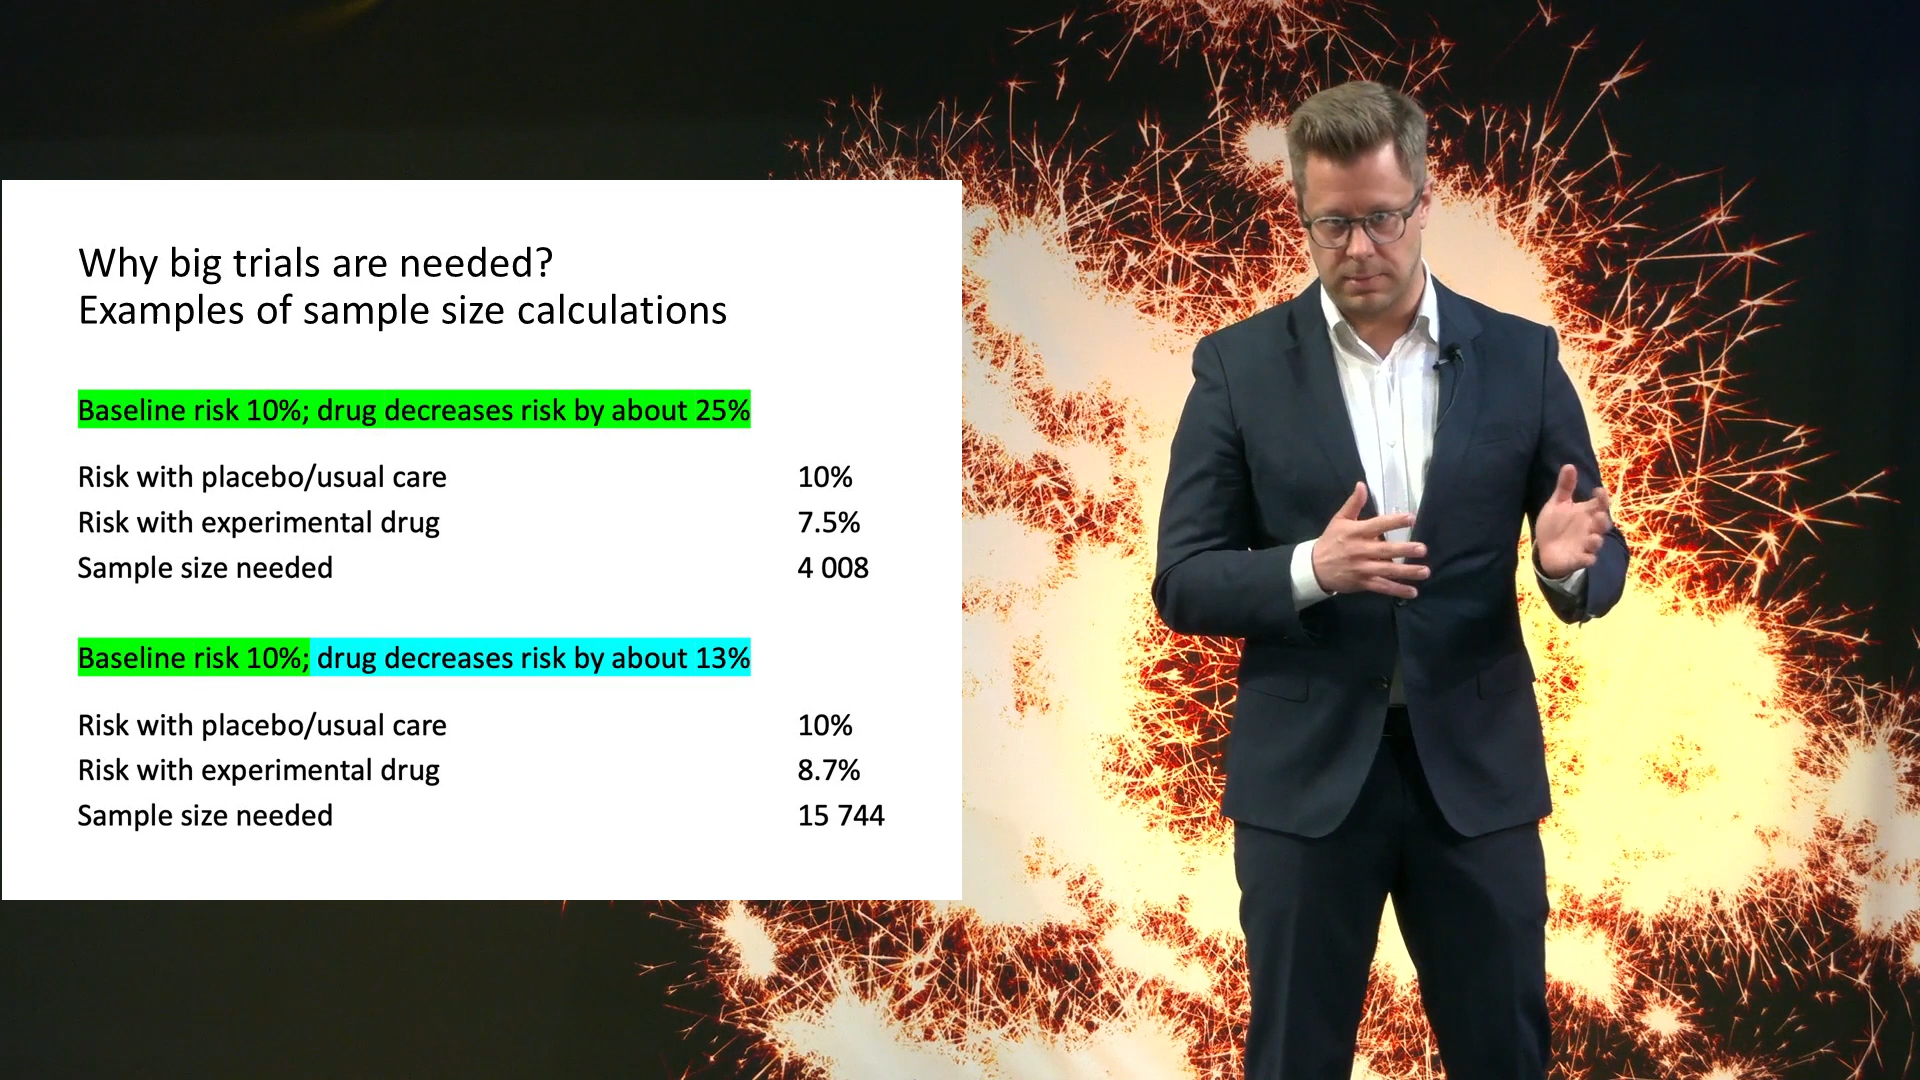 Why big trials are needed?
Examples of sample size calculations
Baseline risk 10%; drug decreases risk by about 25%
Risk with placebo/usual care 10%
Risk with experimental drug 7.5%
Sample size needed 4 008
Baseline risk 10%; drug decreases risk by about 13%
Risk with placebo/usual care 10%
Risk with experimental drug 8.7%
Sample size needed 15 744